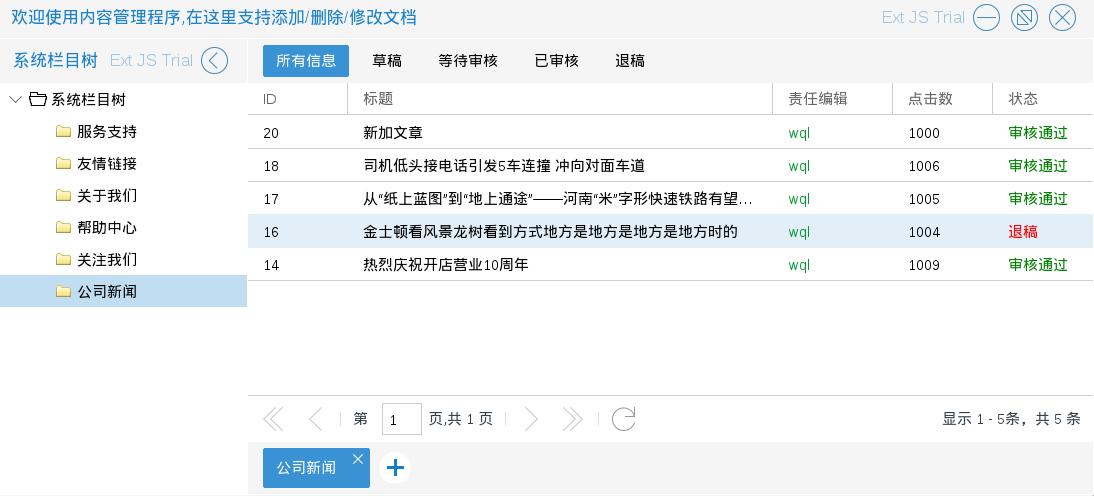 欢迎使用内容管理程序,在这里支持添加/删除/修改文档 Ext JS Trial
系统栏目树 Ext JS Trial
所有信息 草稿 等待审核 已审核 退稿
系统栏目树
服务支持
友情链接
关于我们
帮助中心
关注我们
公司新闻
ID 标题 责任编辑 点击数 状态
20 新加文章 wql 1000 审核通过
18 司机低头接电话引发5车连撞 冲向对面车道 wql 1006 审核通过
17 从“纸上蓝图”到“地上通途”——河南“米”字形快速铁路有望... wql 1005 审核通过
16 金士顿看风景龙树看到方式地方是地方是地方是地方时的 wql 1004 退稿
14 热烈庆祝开店营业10周年 wql 1009 审核通过
第 1 页,共 1 页 显示 1 - 5条，共 5 条
公司新闻